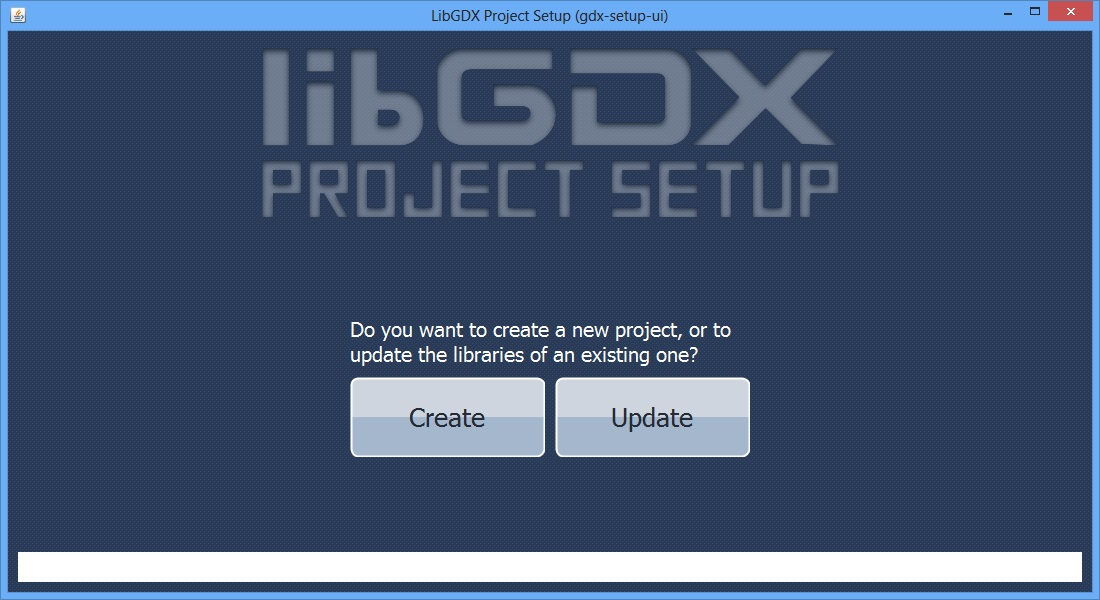 LibGDX Project Setup (gdx-setup-ui)
libGDX
PROJECT SETUP
Do you want to create a new project, or to
update the libraries of an existing one?
Create Update